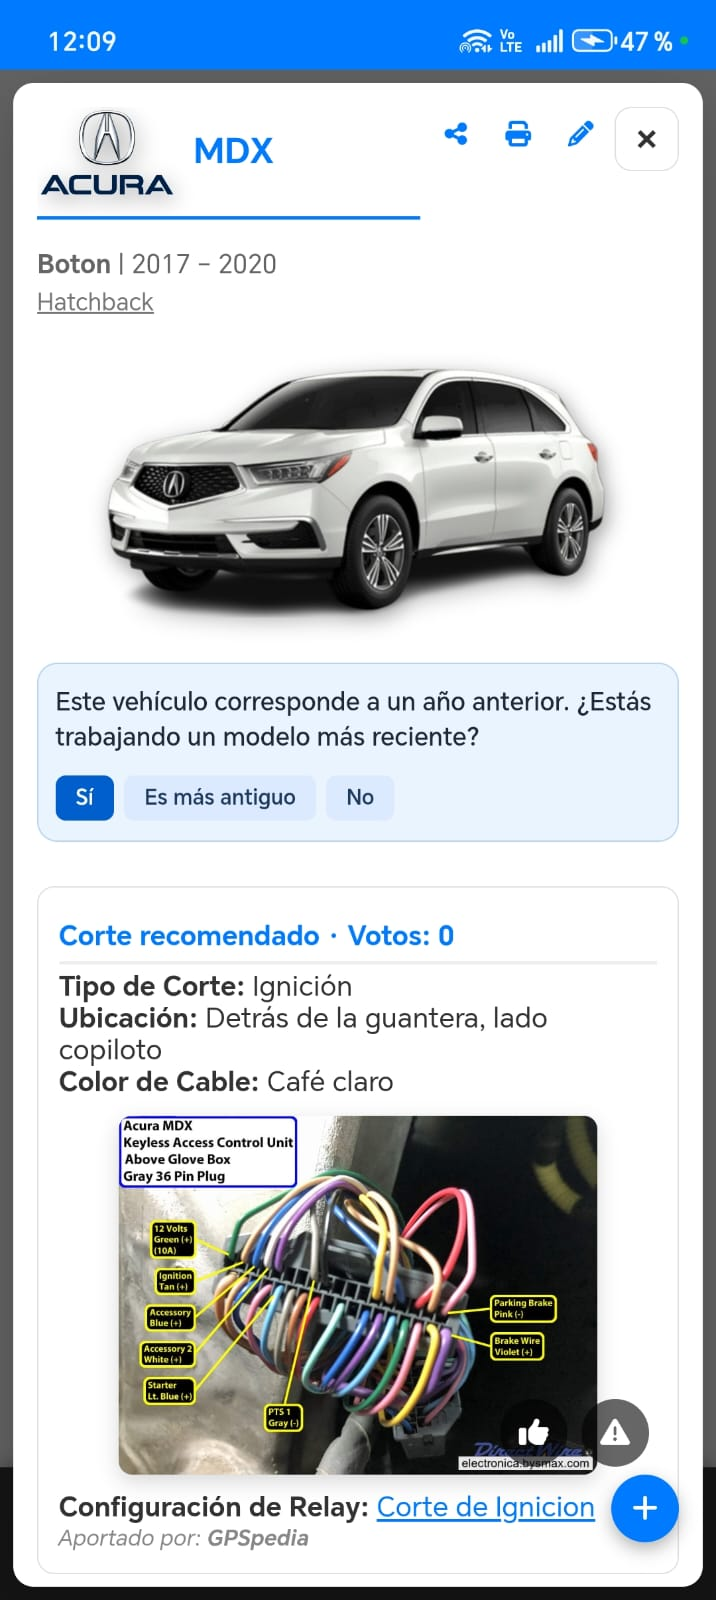 12:09
Vo
LTE
47 %
ACURA
MDX
Boton | 2017 – 2020
Hatchback
Este vehículo corresponde a un año anterior. ¿Estás
trabajando un modelo más reciente?
Sí
Es más antiguo
No
Corte recomendado · Votos: 0
Tipo de Corte: Ignición
Ubicación: Detrás de la guantera, lado
copiloto
Color de Cable: Café claro
Acura MDX
Keyless Access Control Unit
Above Glove Box
Gray 36 Pin Plug
12 Volts
Green (+)
(10A)
Ignition
Tan (+)
Accessory
Blue (+)
Accessory 2
White (+)
Starter
Lt. Blue (+)
PTS 1
Gray (-)
Parking Brake
Pink (-)
Brake Wire
Violet (+)
electronica.bysmax.com
Configuración de Relay: Corte de Ignicion
Aportado por: GPSpedia